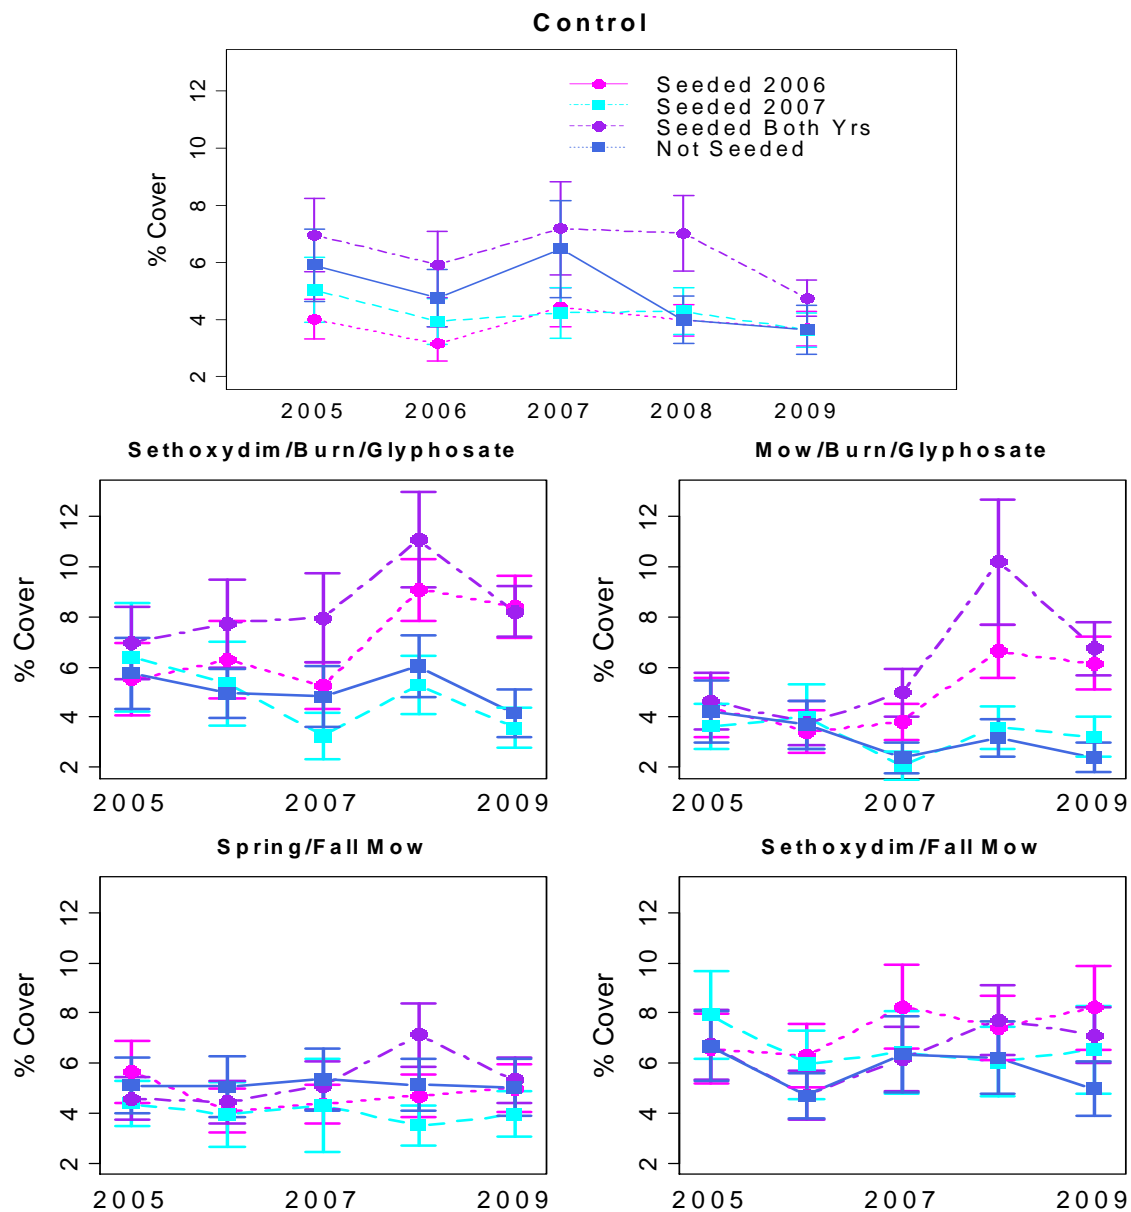 Control
% Cover
12
10
8
6
4
2
Seeded 2006
Seeded 2007
Seeded Both Yrs
Not Seeded
2005 2006 2007 2008 2009
Sethoxydim/Burn/Glyphosate
% Cover
12
10
8
6
4
2
2005 2007 2009
Mow/Burn/Glyphosate
% Cover
12
10
8
6
4
2
2005 2007 2009
Spring/Fall Mow
% Cover
12
10
8
6
4
2
2005 2007 2009
Sethoxydim/Fall Mow
% Cover
12
10
8
6
4
2
2005 2007 2009